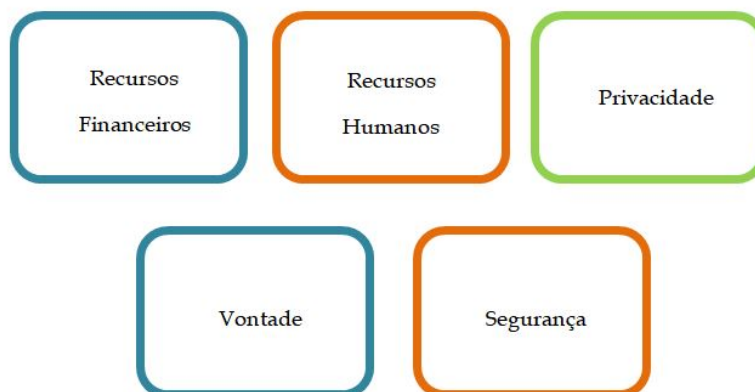 Recursos
Financeiros
Recursos
Humanos
Privacidade
Vontade
Segurança